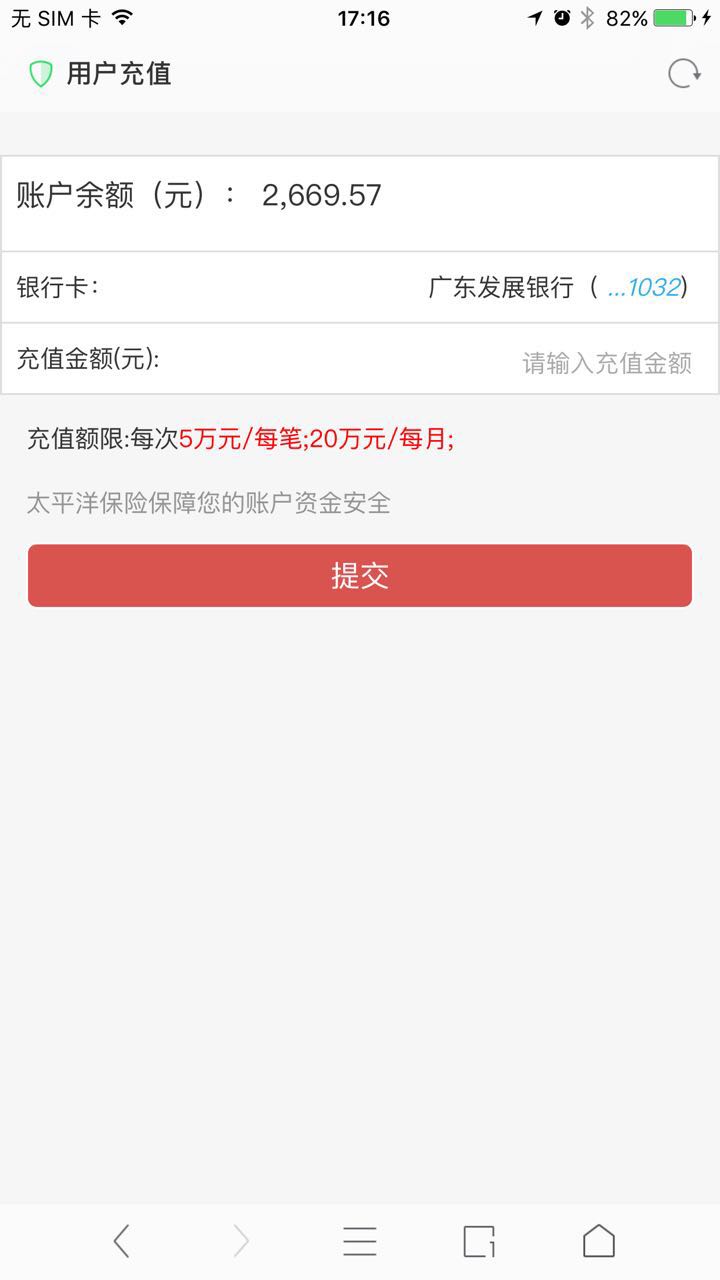 无 SIM 卡 17:16 82%
用户充值
账户余额（元）： 2,669.57
银行卡： 广东发展银行（ ...1032)
充值金额(元): 请输入充值金额
充值额限:每次5万元/每笔;20万元/每月;
太平洋保险保障您的账户资金安全
提交
1